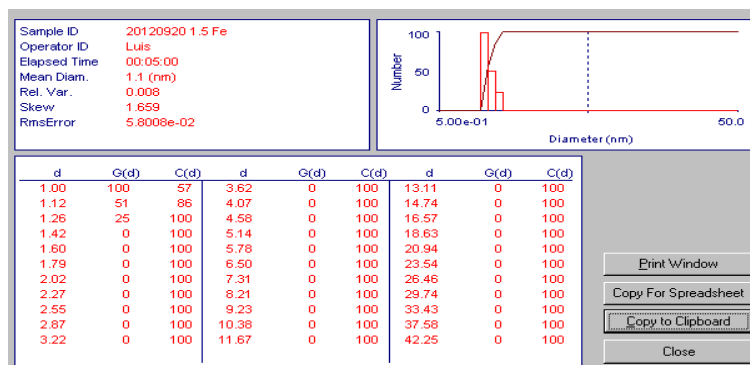 Sample ID 20120920 1.5 Fe
Operator ID Luis
Elapsed Time 00:05:00
Mean Diam. 1.1 (nm)
Rel. Var. 0.008
Skew 1.659
RmsError 5.8008e-02
Number
100
50
0
5.00e-01 50.0
Diameter (nm)
d G(d) C(d) d G(d) C(d) d G(d) C(d)
1.00 100 57 3.62 0 100 13.11 0 100
1.12 51 86 4.07 0 100 14.74 0 100
1.26 25 100 4.58 0 100 16.57 0 100
1.42 0 100 5.14 0 100 18.63 0 100
1.60 0 100 5.78 0 100 20.94 0 100
1.79 0 100 6.50 0 100 23.54 0 100
2.02 0 100 7.31 0 100 26.46 0 100
2.27 0 100 8.21 0 100 29.74 0 100
2.55 0 100 9.23 0 100 33.43 0 100
2.87 0 100 10.38 0 100 37.58 0 100
3.22 0 100 11.67 0 100 42.25 0 100
Print Window
Copy For Spreadsheet
Copy to Clipboard
Close